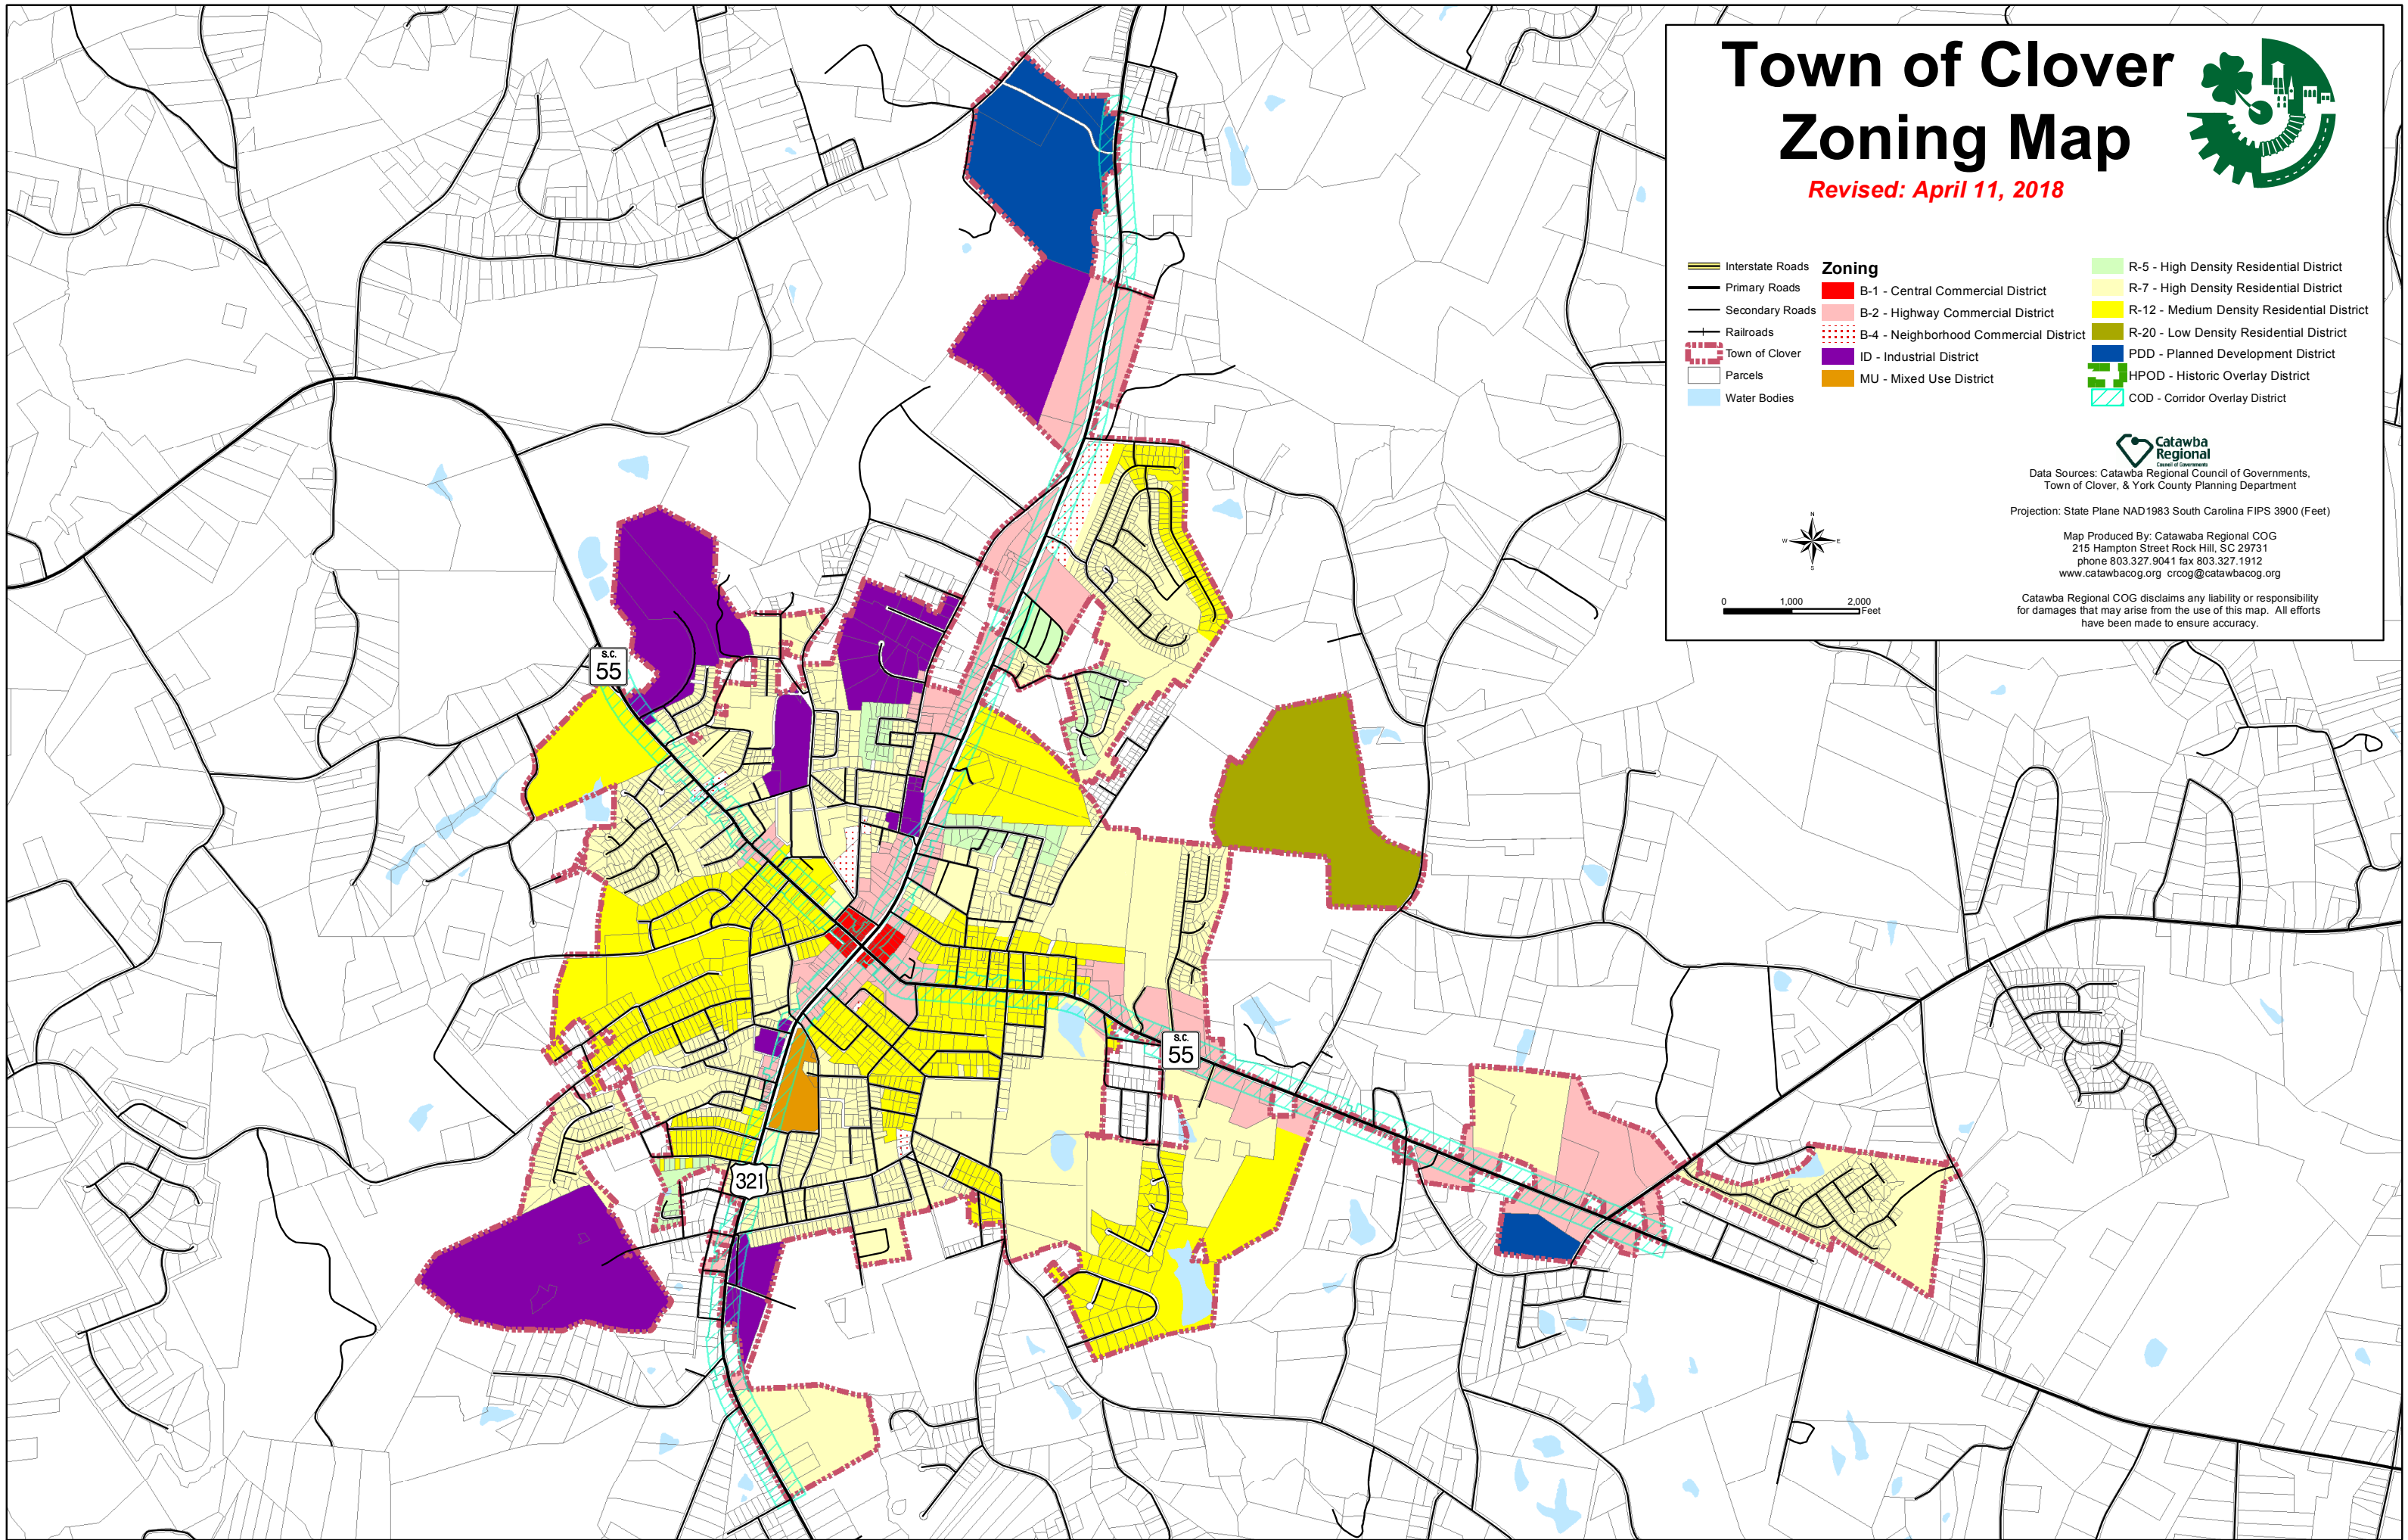 Town of Clover
Zoning Map
Revised: April 11, 2018
Interstate Roads
Primary Roads
Secondary Roads
Railroads
Town of Clover
Parcels
Water Bodies
Zoning
B-1 - Central Commercial District
B-2 - Highway Commercial District
B-4 - Neighborhood Commercial District
ID - Industrial District
MU - Mixed Use District
R-5 - High Density Residential District
R-7 - High Density Residential District
R-12 - Medium Density Residential District
R-20 - Low Density Residential District
PDD - Planned Development District
HPOD - Historic Overlay District
COD - Corridor Overlay District
Catawba
Regional
Council of Governments
Data Sources: Catawba Regional Council of Governments,
Town of Clover, & York County Planning Department
Projection: State Plane NAD1983 South Carolina FIPS 3900 (Feet)
Map Produced By: Catawaba Regional COG
215 Hampton Street Rock Hill, SC 29731
phone 803.327.9041 fax 803.327.1912
www.catawbacog.org crcog@catawbacog.org
Catawba Regional COG disclaims any liability or responsibility
for damages that may arise from the use of this map. All efforts
have been made to ensure accuracy.
N
W E
S
0 1,000 2,000
Feet
S.C.
55
S.C.
55
321